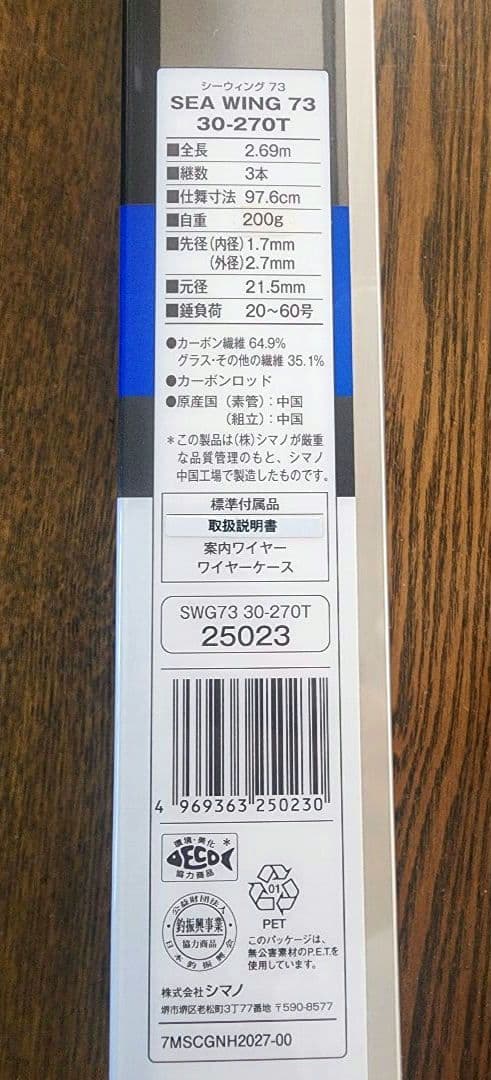 シーウィング 73
SEA WING 73
30-270T
■全長 2.69m
■継数 3本
■仕舞寸法 97.6cm
■自重 200g
■先径(内径)1.7mm
(外径)2.7mm
■元径 21.5mm
■錘負荷 20〜60号
●カーボン繊維 64.9%
グラス・その他の繊維 35.1%
●カーボンロッド
●原産国(素管):中国
(組立):中国
*この製品は(株)シマノが厳重
な品質管理のもと、シマノ
中国工場で製造したものです。
標準付属品
取扱説明書
案内ワイヤー
ワイヤーケース
SWG73 30-270T
25023
4 969363 250230
環境・美化*
ECO
協力商品
公益財団法人
釣振興事業
協力商品
日本釣振興会
01
PET
このパッケージは、
無公害素材のP.E.T.を
使用しています。
株式会社シマノ
堺市堺区老松町3丁77番地 〒590-8577
7MSCGNH2027-00